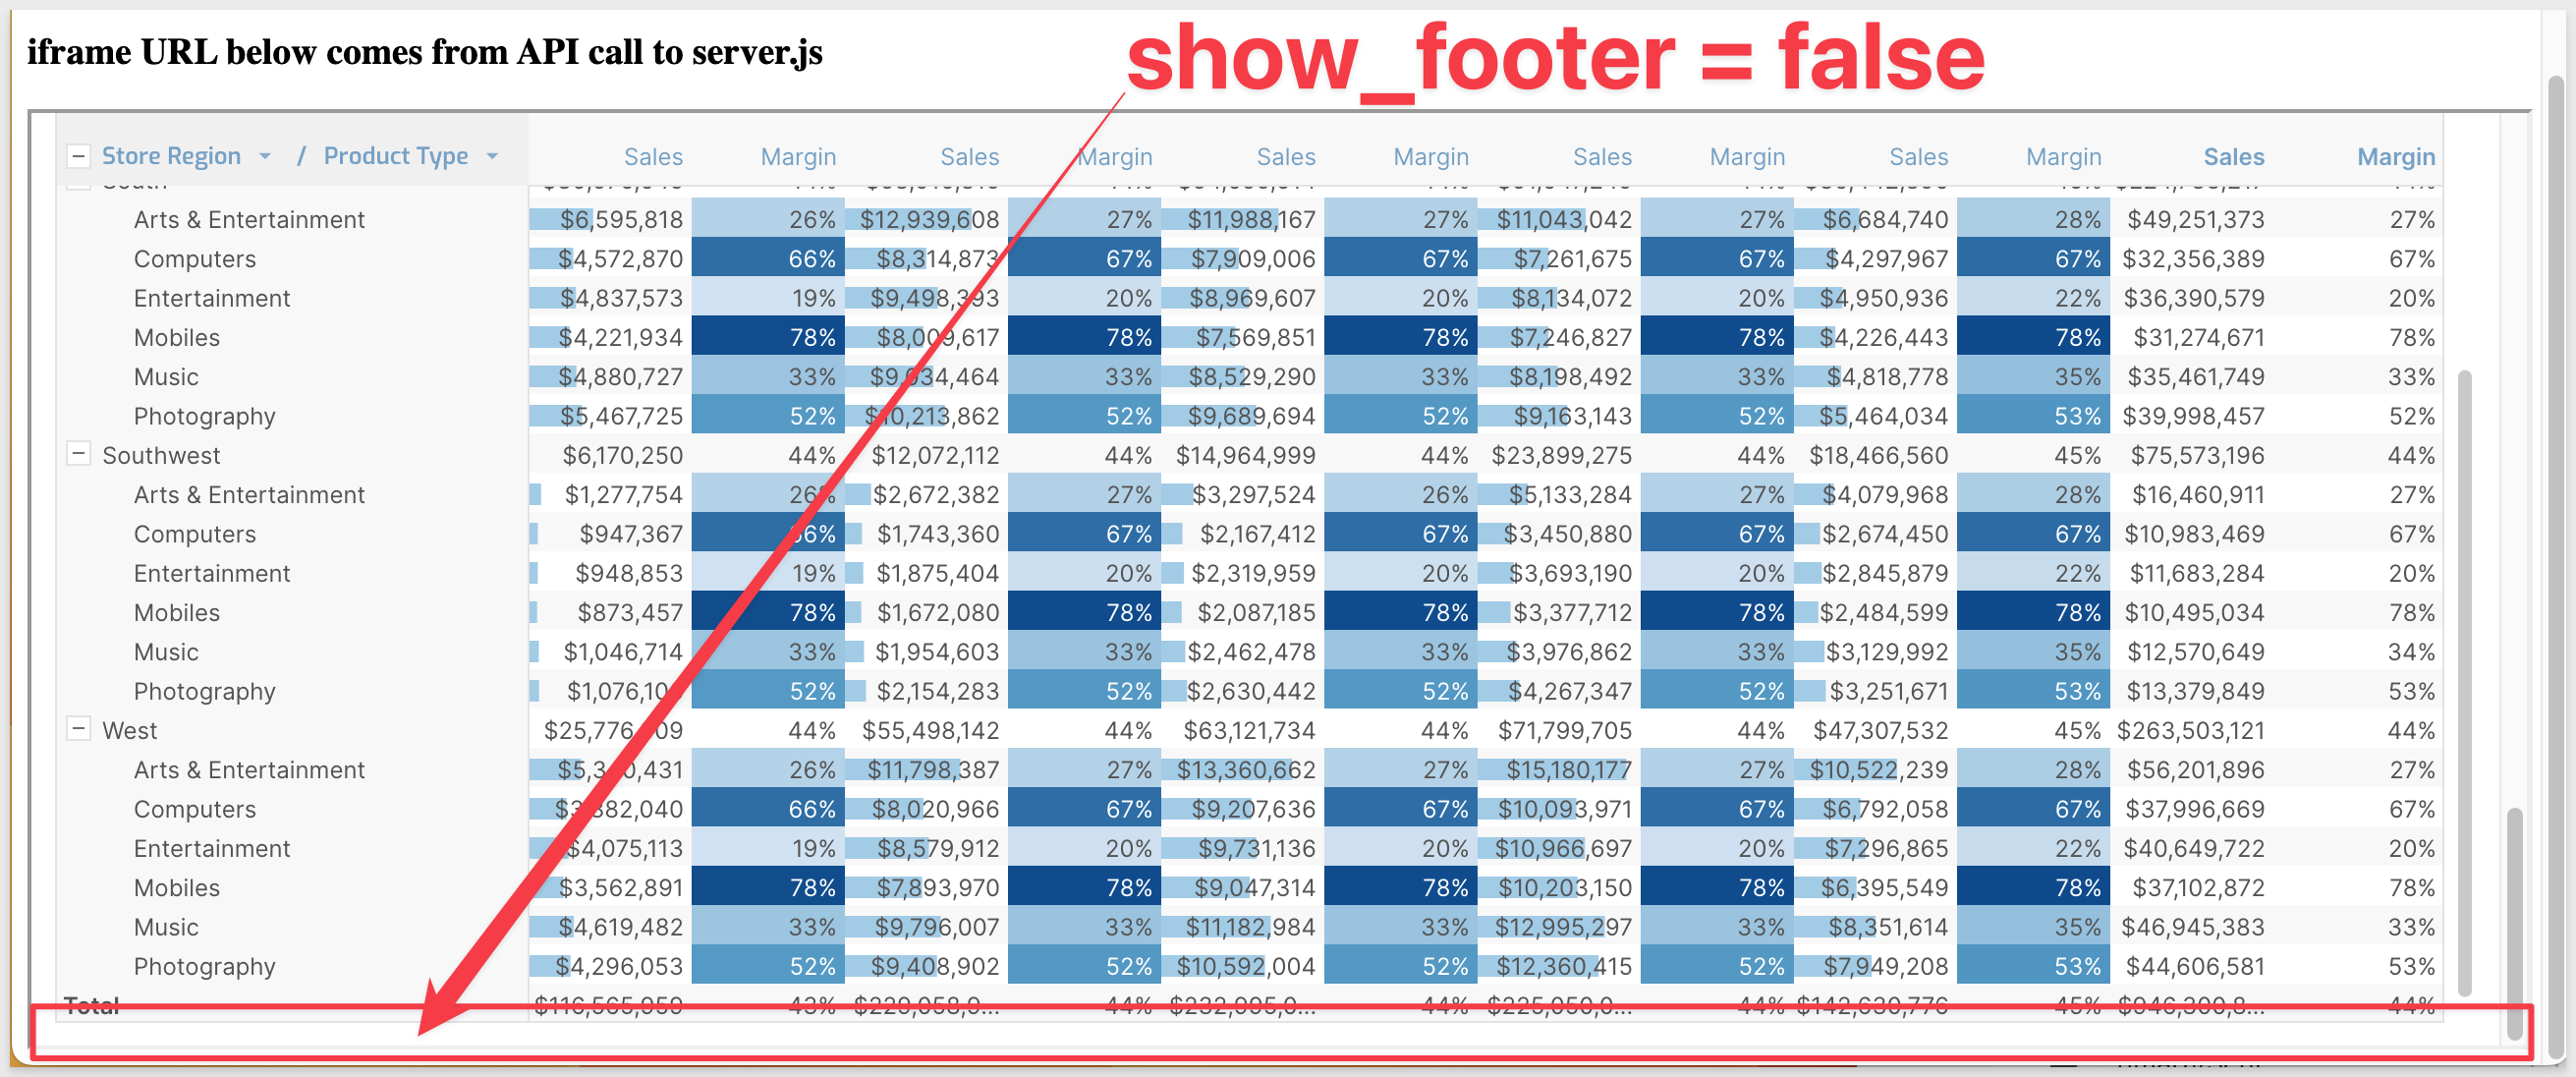 show_footer = false
iframe URL below comes from API call to server.js
Store Region / Product Type Sales Margin Sales Margin Sales Margin Sales Margin Sales Margin Sales Margin
South
Arts & Entertainment $6,595,818 26% $12,939,608 27% $11,988,167 27% $11,043,042 27% $6,684,740 28% $49,251,373 27%
Computers $4,572,870 66% $8,314,873 67% $7,909,006 67% $7,261,675 67% $4,297,967 67% $32,356,389 67%
Entertainment $4,837,573 19% $9,498,393 20% $8,969,607 20% $8,134,072 20% $4,950,936 22% $36,390,579 20%
Mobiles $4,221,934 78% $8,009,617 78% $7,569,851 78% $7,246,827 78% $4,226,443 78% $31,274,671 78%
Music $4,880,727 33% $9,034,464 33% $8,529,290 33% $8,198,492 33% $4,818,778 35% $35,461,749 33%
Photography $5,467,725 52% $10,213,862 52% $9,689,694 52% $9,163,143 52% $5,464,034 53% $39,998,457 52%
Southwest $6,170,250 44% $12,072,112 44% $14,964,999 44% $23,899,275 44% $18,466,560 45% $75,573,196 44%
Arts & Entertainment $1,277,754 26% $2,672,382 27% $3,297,524 26% $5,133,284 27% $4,079,968 28% $16,460,911 27%
Computers $947,367 66% $1,743,360 67% $2,167,412 67% $3,450,880 67% $2,674,450 67% $10,983,469 67%
Entertainment $948,853 19% $1,875,404 20% $2,319,959 20% $3,693,190 20% $2,845,879 22% $11,683,284 20%
Mobiles $873,457 78% $1,672,080 78% $2,087,185 78% $3,377,712 78% $2,484,599 78% $10,495,034 78%
Music $1,046,714 33% $1,954,603 33% $2,462,478 33% $3,976,862 33% $3,129,992 35% $12,570,649 34%
Photography 52% $2,154,283 52% $2,630,442 52% $4,267,347 52% $3,251,671 53% $13,379,849 53%
West 44% $55,498,142 44% $63,121,734 44% $71,799,705 44% $47,307,532 45% $263,503,121 44%
Arts & Entertainment 26% $11,798,387 27% $13,360,662 27% $15,180,177 27% $10,522,239 28% $56,201,896 27%
Computers 66% $8,020,966 67% $9,207,636 67% $10,093,971 67% $6,792,058 67% $37,996,669 67%
Entertainment $4,075,113 19% $8,579,912 20% $9,731,136 20% $10,966,697 20% $7,296,865 22% $40,649,722 20%
Mobiles $3,562,891 78% $7,893,970 78% $9,047,314 78% $10,203,150 78% $6,395,549 78% $37,102,872 78%
Music $4,619,482 33% $9,796,007 33% $11,182,984 33% $12,995,297 33% $8,351,614 35% $46,945,383 33%
Photography $4,296,053 52% $9,408,902 52% $10,592,004 52% $12,360,415 52% $7,949,208 53% $44,606,581 53%
Total $116,565,959 43% 44% 44% 44% $142,630,776 45% 44%